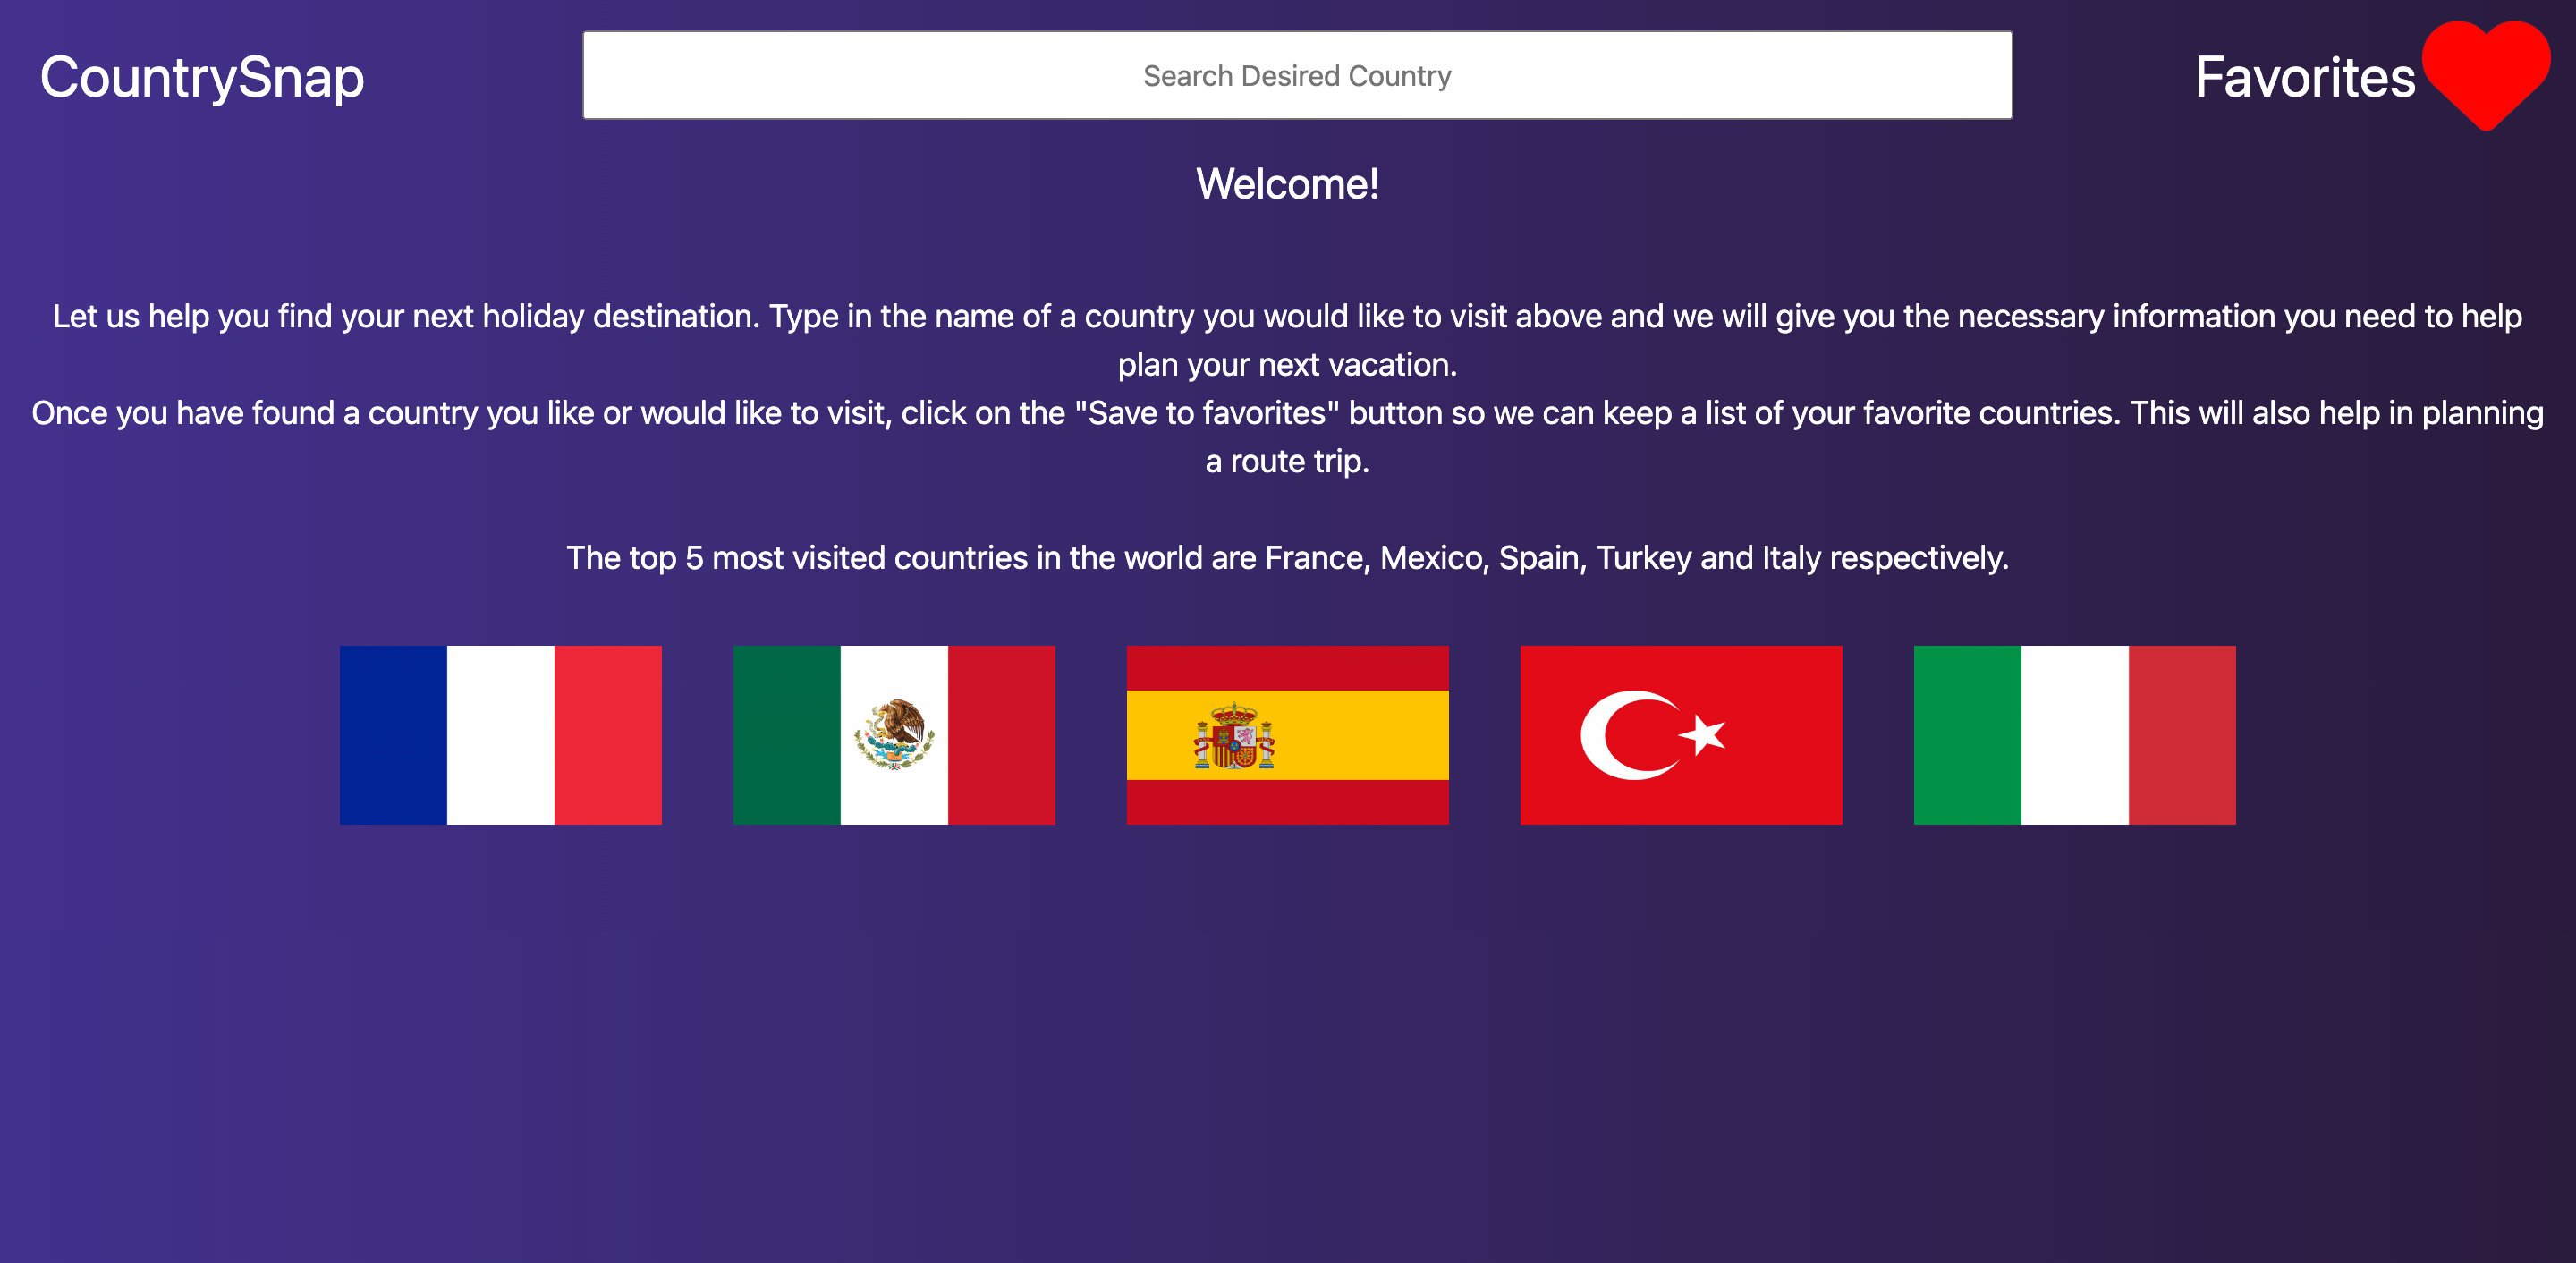 CountrySnap
Search Desired Country
Favorites
Welcome!
Let us help you find your next holiday destination. Type in the name of a country you would like to visit above and we will give you the necessary information you need to help
plan your next vacation.
Once you have found a country you like or would like to visit, click on the "Save to favorites" button so we can keep a list of your favorite countries. This will also help in planning
a route trip.
The top 5 most visited countries in the world are France, Mexico, Spain, Turkey and Italy respectively.